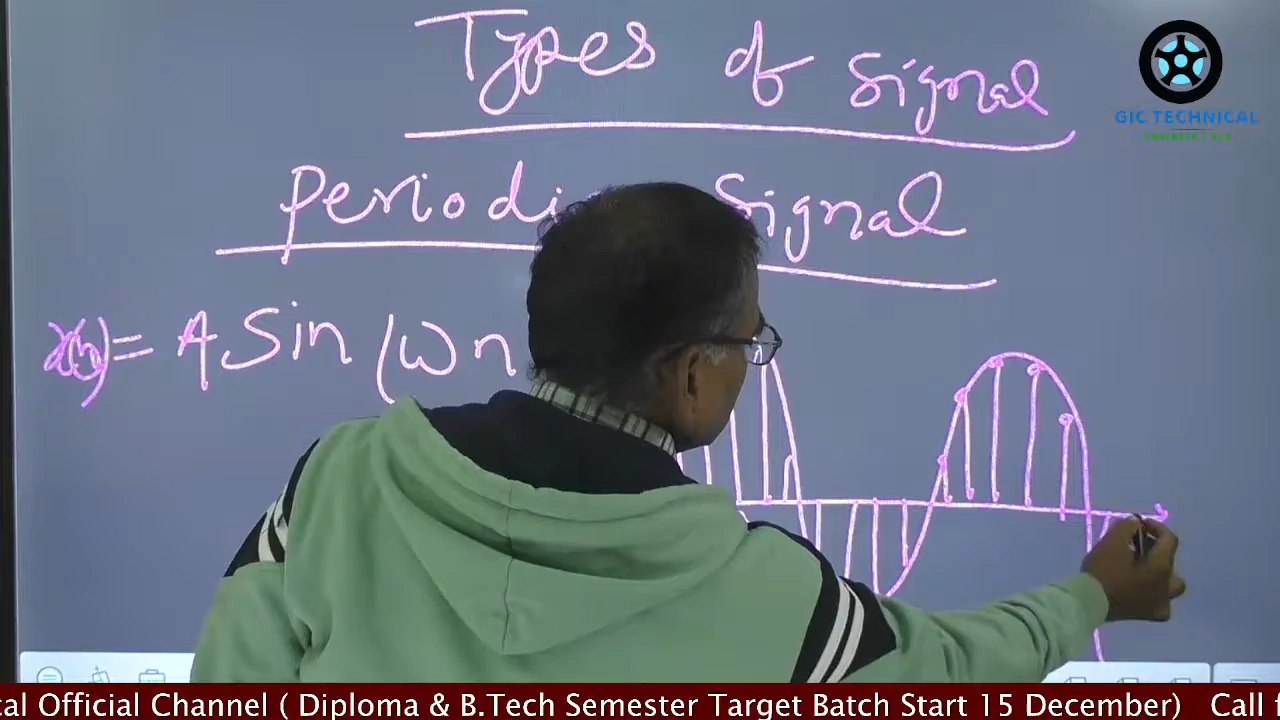 Types of Signal
GIC TECHNICAL
Periodic Signal
x(n) = A Sin (ωn
cal Official Channel ( Diploma & B.Tech Semester Target Batch Start 15 December) Call